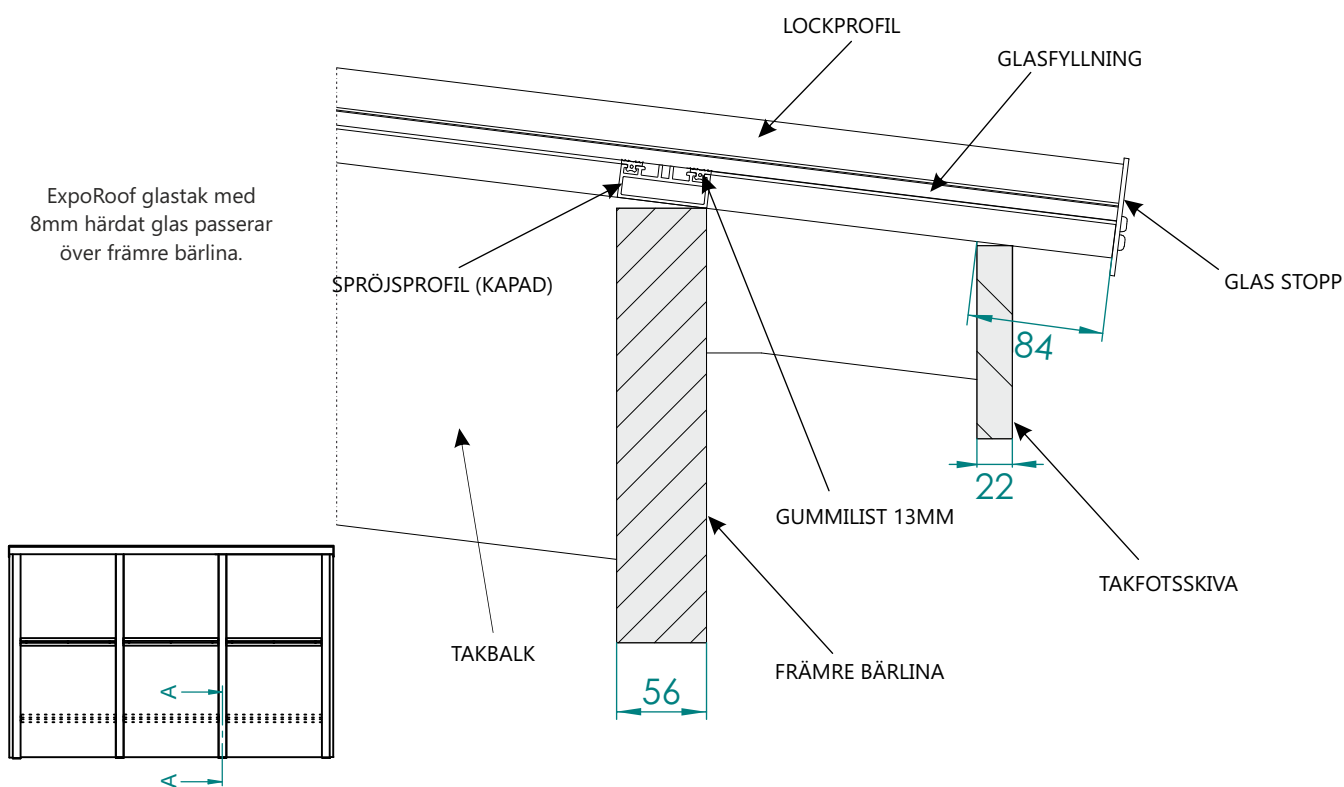 LOCKPROFIL
GLASFYLLNING
ExpoRoof glastak med
8mm härdat glas passerar
över främre bärlina.
SPRÖJSPROFIL (KAPAD)
GLAS STOPP
84
22
GUMMILIST 13MM
TAKFOTSSKIVA
TAKBALK
FRÄMRE BÄRLINA
56
A
A